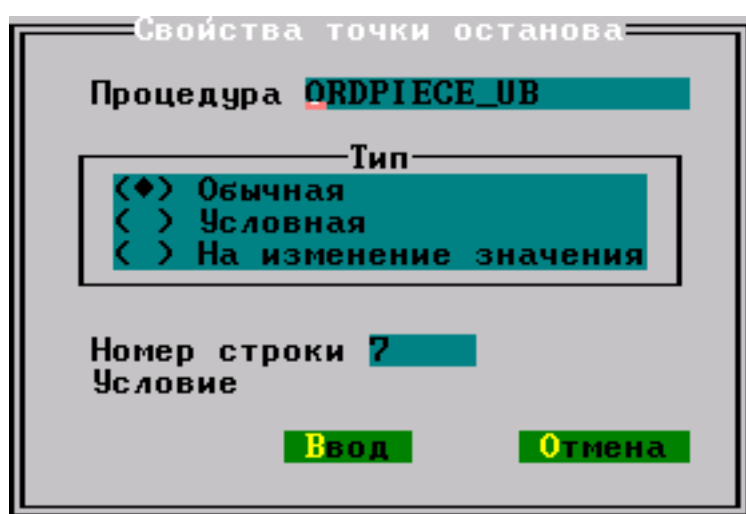 Свойства точки останова
Процедура ORDPIECE_UB
Тип
(♦) Обычная
( ) Условная
( ) На изменение значения
Номер строки 7
Условие
Ввод Отмена